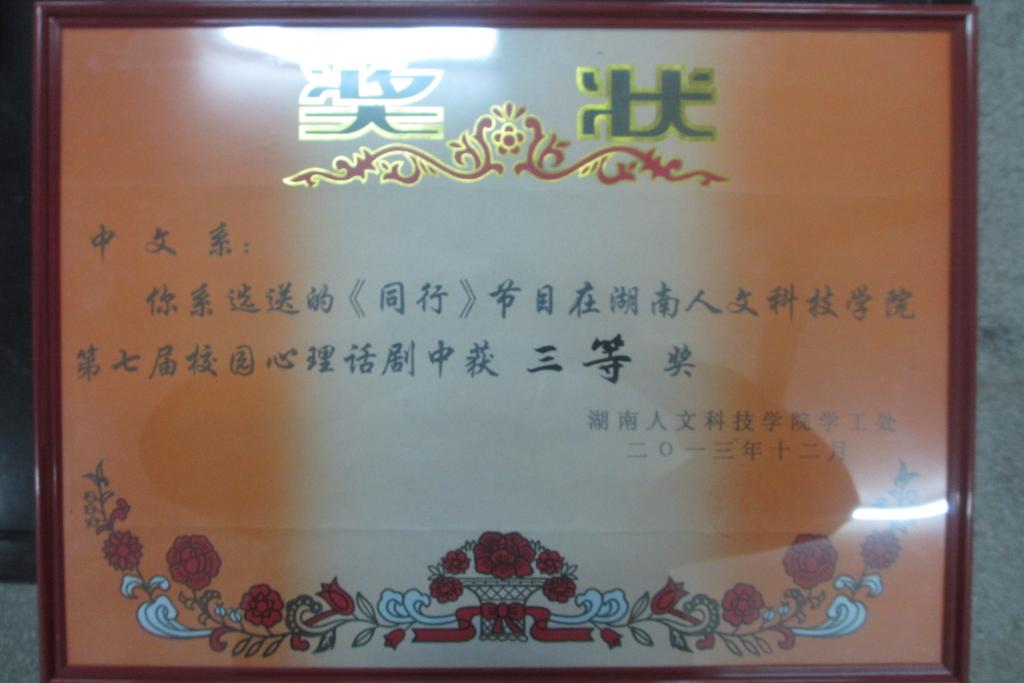 奖 状
中文系：
你系选送的《同行》节目在湖南人文科技学院
第七届校园心理话剧中获 三等 奖
湖南人文科技学院学工处
二〇一三年十二月